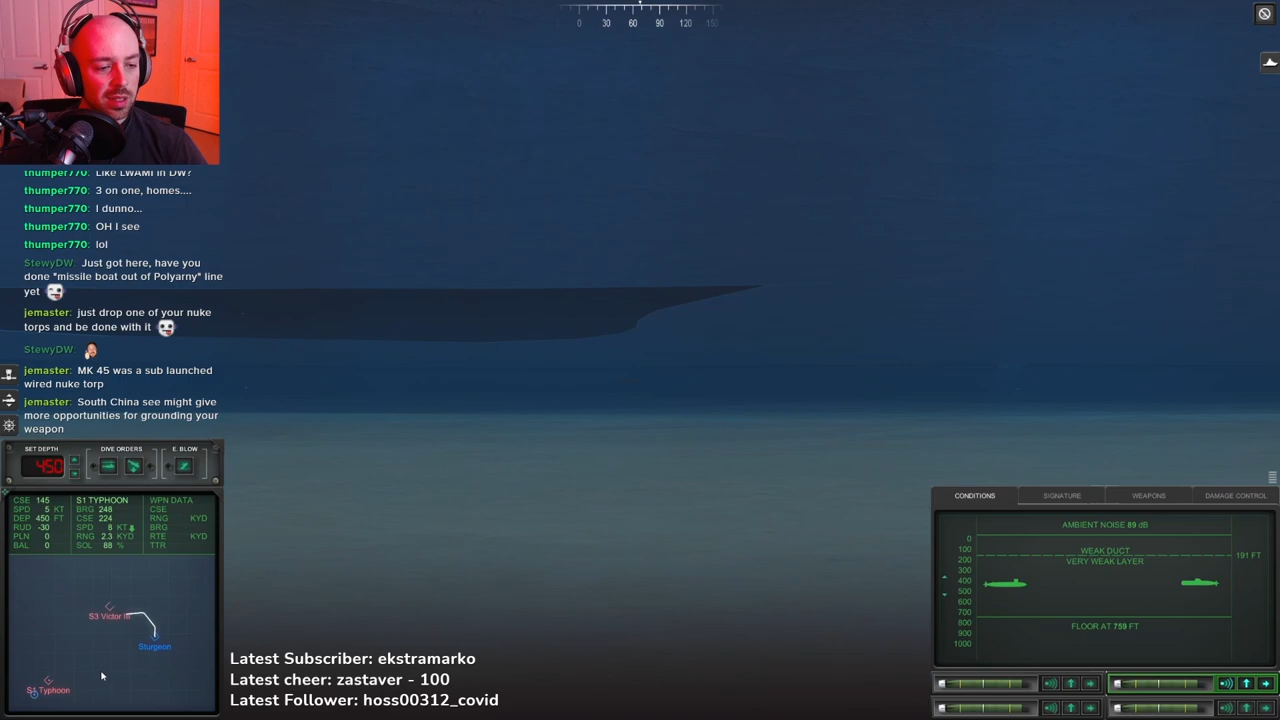 0 30 60 90 120 150
thumper770: Like LWAMI in DW?
thumper770: 3 on one, homes....
thumper770: I dunno...
thumper770: OH I see
thumper770: lol
StewyDW: Just got here, have you
done "missile boat out of Polyarny" line
yet
jemaster: just drop one of your nuke
torps and be done with it
StewyDW:
jemaster: MK 45 was a sub launched
wired nuke torp
jemaster: South China see might give
more opportunities for grounding your
weapon
SET DEPTH DIVE ORDERS E. BLOW
450
CSE 145 S1 TYPHOON WPN DATA
SPD 5 KT BRG 248 CSE
DEP 450 FT CSE 224 RNG KYD
RUD -30 SPD 8 KT BRG
PLN 0 RNG 2.3 KYD RTE KYD
BAL 0 SOL 88 % TTR
S3 Victor III
Sturgeon
S1 Typhoon
Latest Subscriber: ekstramarko
Latest cheer: zastaver - 100
Latest Follower: hoss00312_covid
CONDITIONS SIGNATURE WEAPONS DAMAGE CONTROL
AMBIENT NOISE 89 dB
0
100 WEAK DUCT 191 FT
200 VERY WEAK LAYER
300
400
500
600
700
800 FLOOR AT 759 FT
900
1000